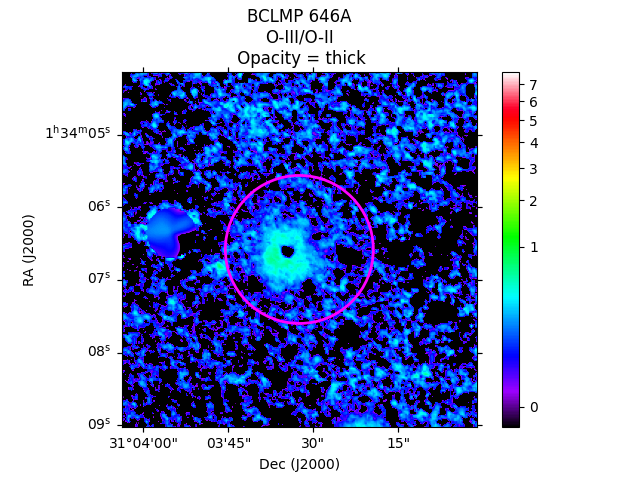 BCLMP 646A
O-III/O-II
Opacity = thick
1ʰ34ᵐ05ˢ
06ˢ
07ˢ
08ˢ
09ˢ
RA (J2000)
31°04'00"
03'45"
30"
15"
Dec (J2000)
7
6
5
4
3
2
1
0